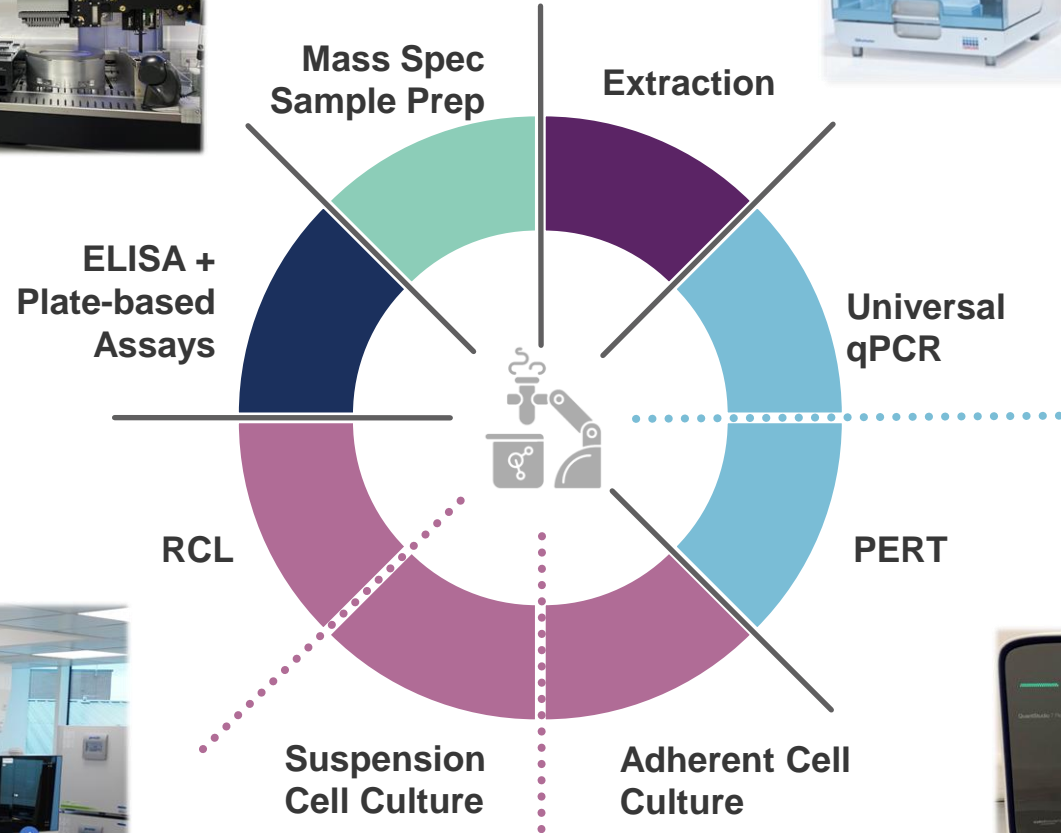 Mass Spec
Sample Prep
Extraction
ELISA +
Plate-based
Assays
Universal
qPCR
RCL
PERT
Suspension
Cell Culture
Adherent Cell
Culture